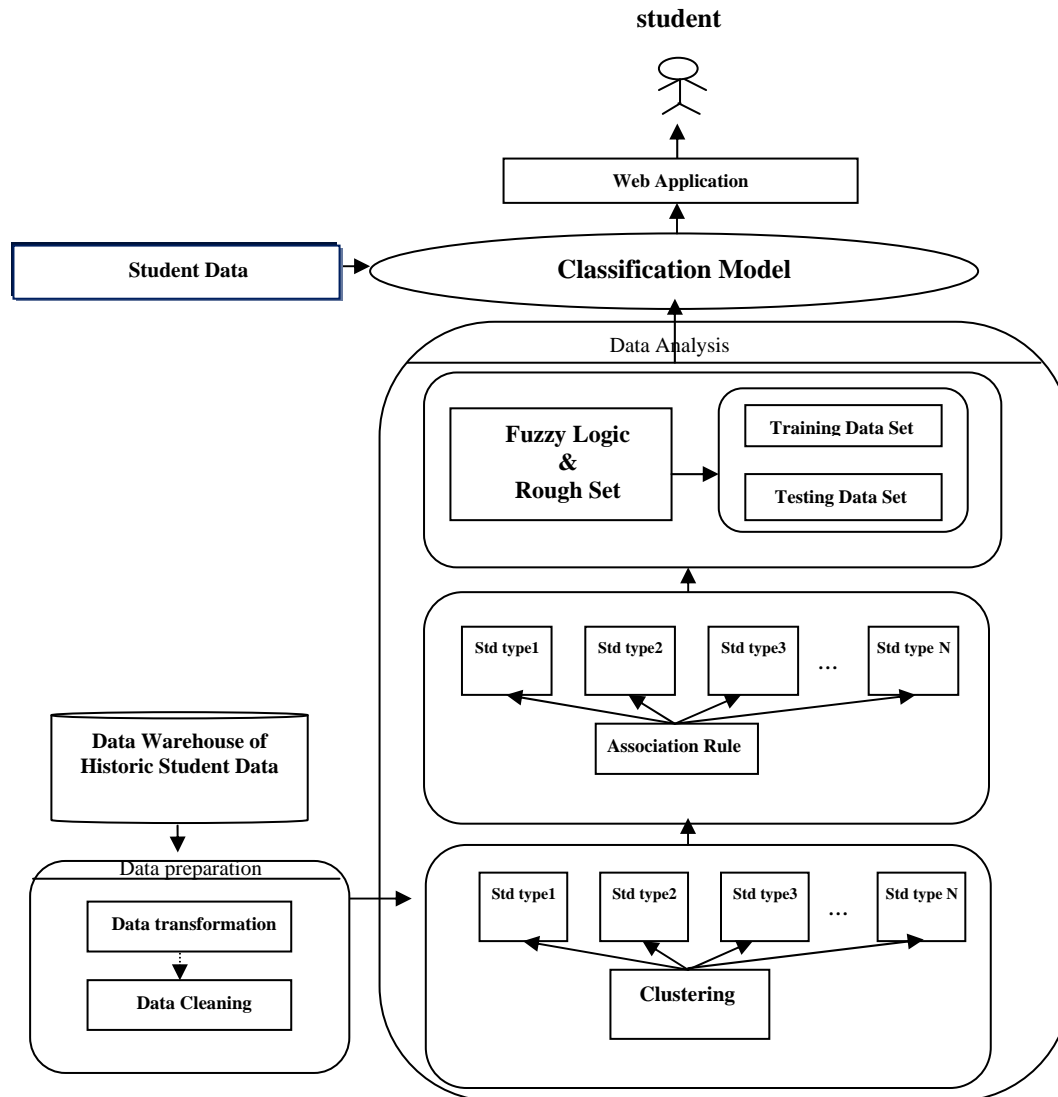 student
Web Application
Student Data
Classification Model
Data Analysis
Fuzzy Logic
&
Rough Set
Training Data Set
Testing Data Set
Std type1
Std type2
Std type3
...
Std type N
Association Rule
Data Warehouse of
Historic Student Data
Data preparation
Data transformation
Data Cleaning
Std type1
Std type2
Std type3
...
Std type N
Clustering